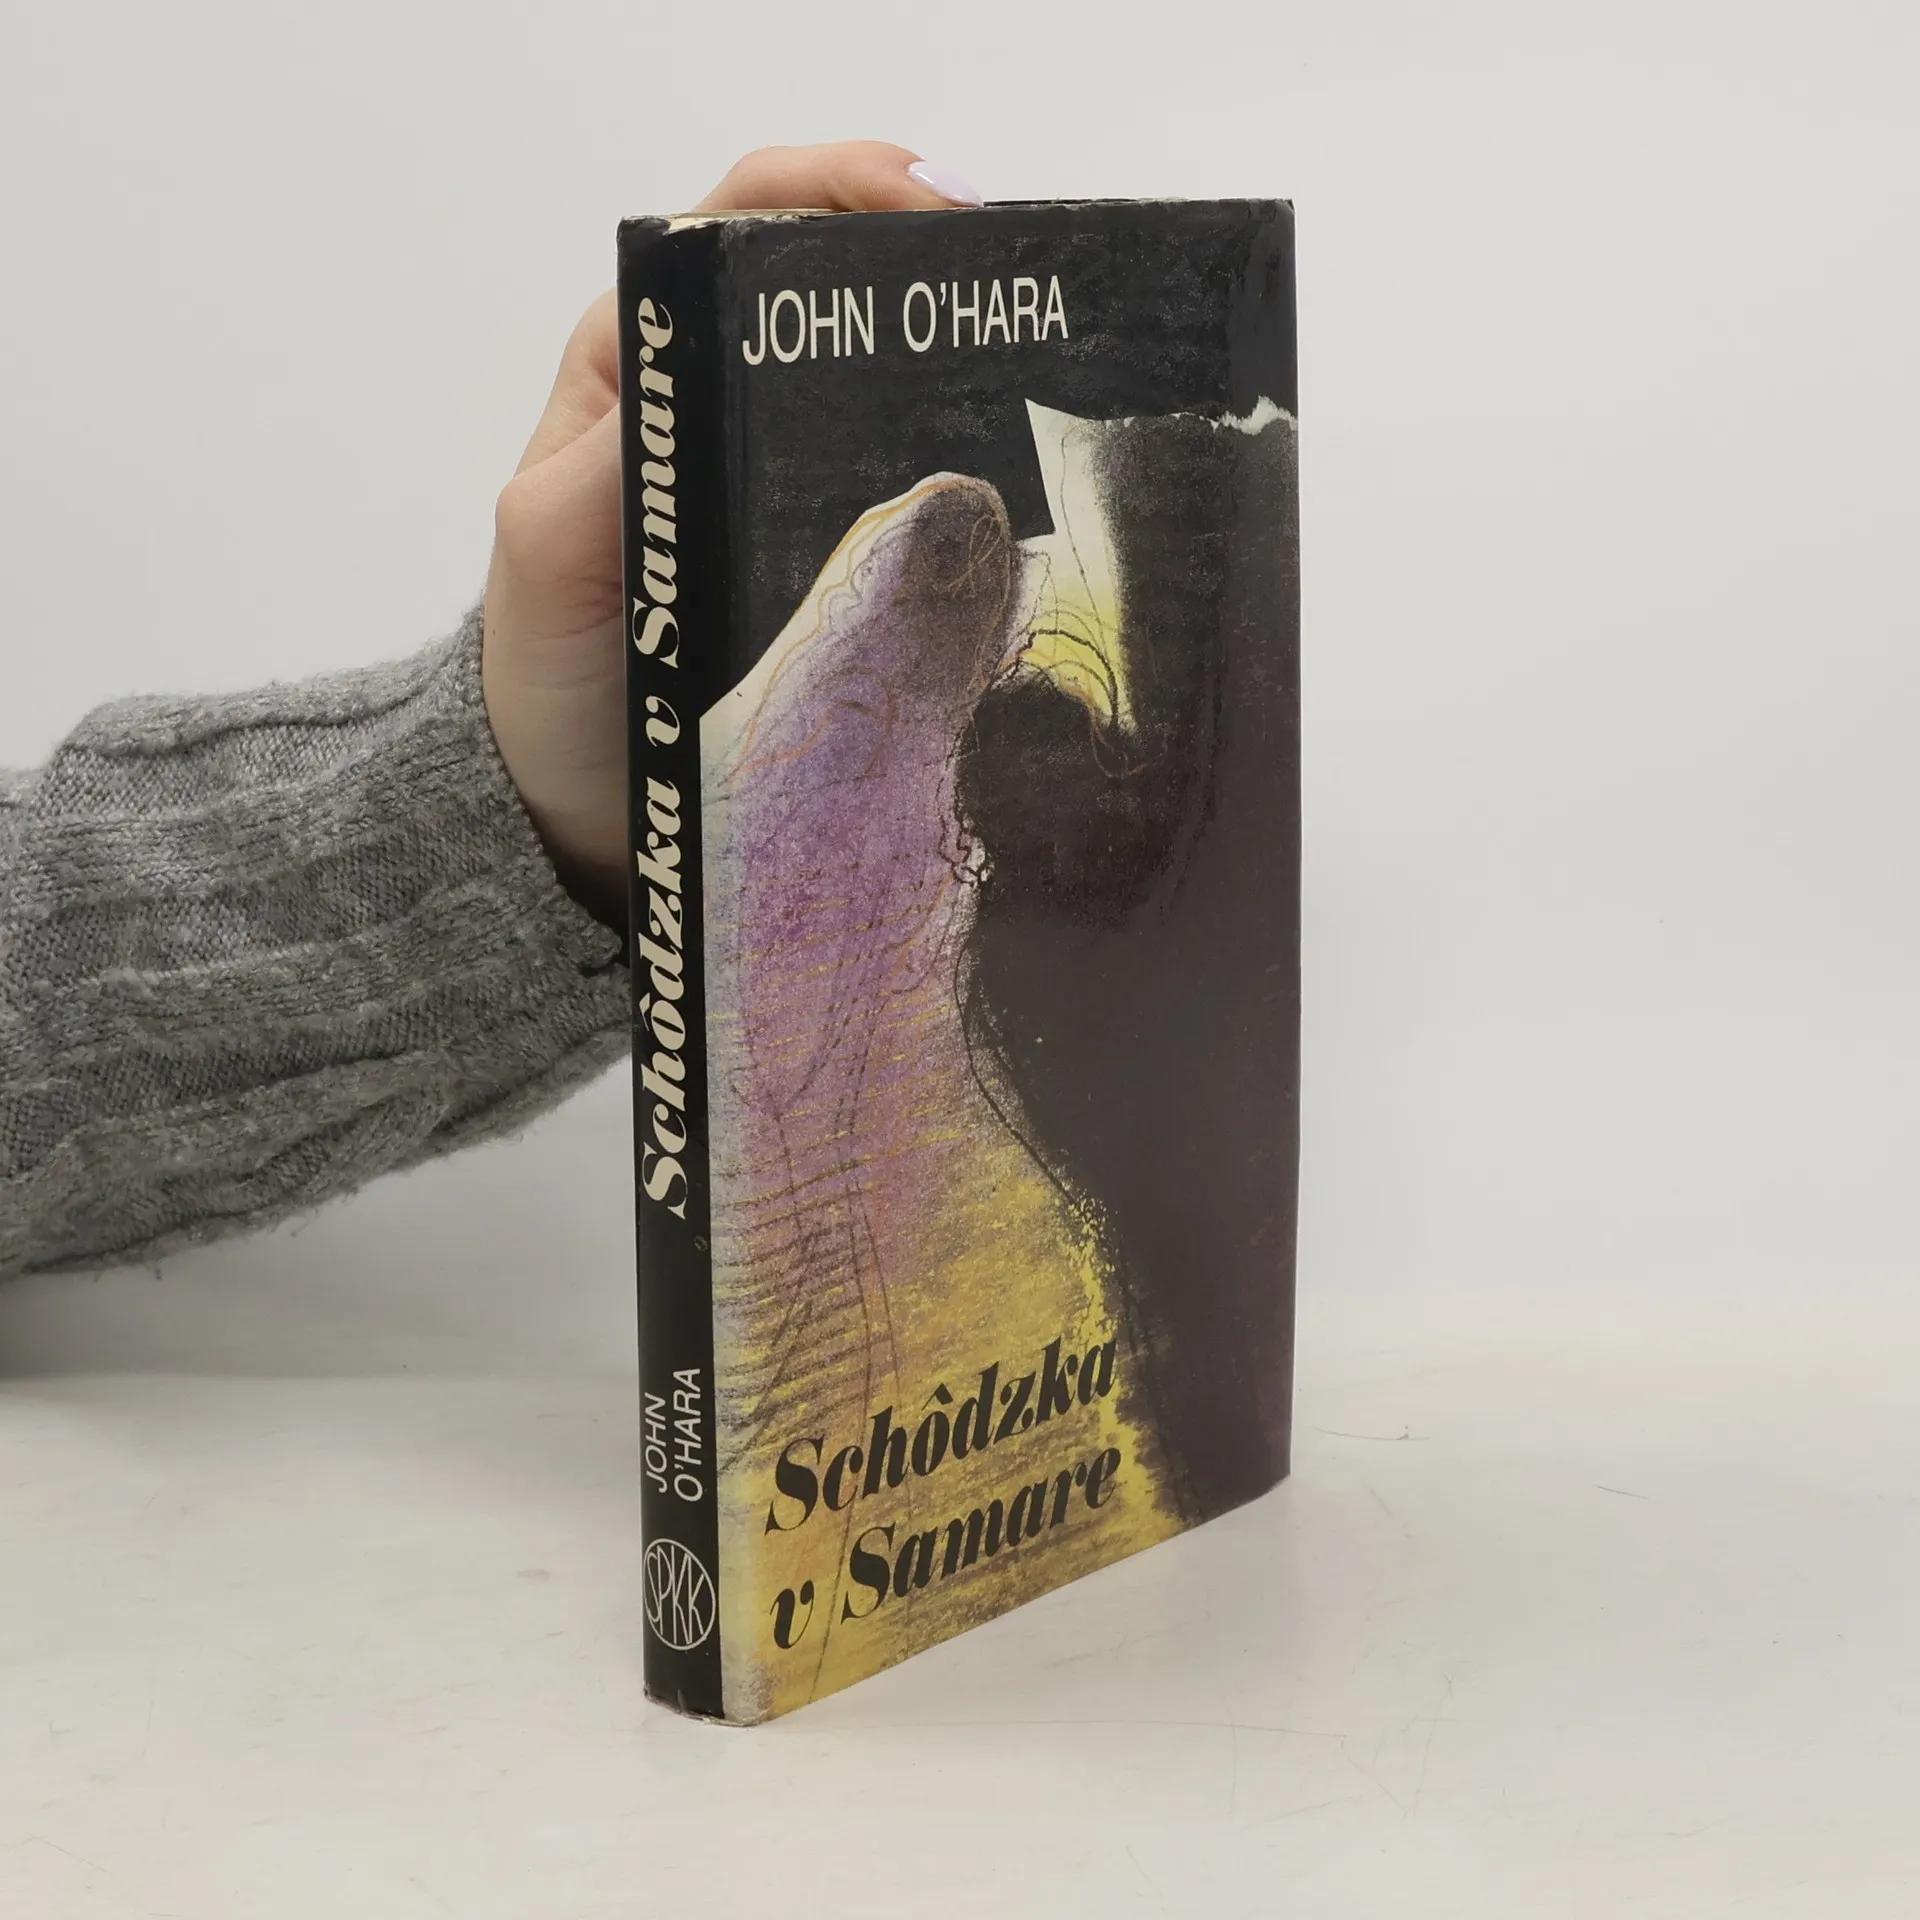 JOHN O'HARA
Schôdzka
v Samare
Schôdzka v Samare
JOHN
O'HARA
SPKK